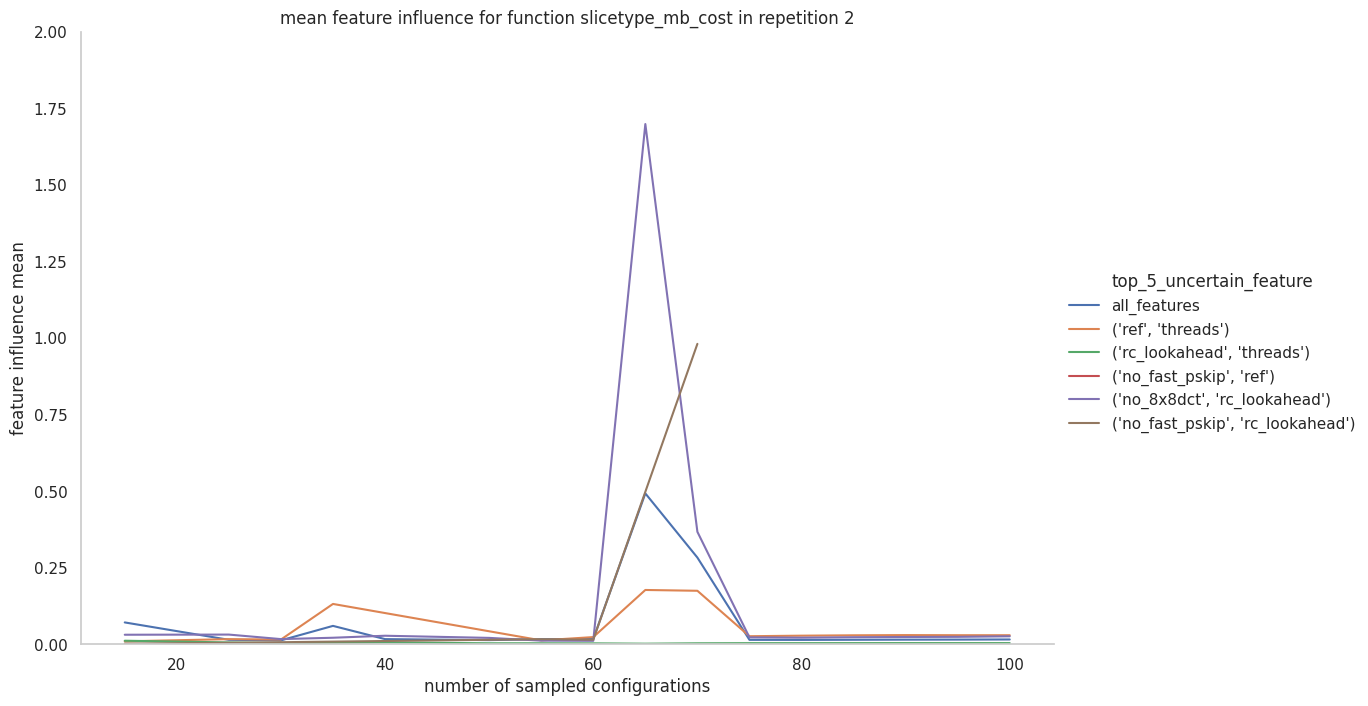 mean feature influence for function slicetype_mb_cost in repetition 2
2.00
1.75
1.50
1.25
1.00
0.75
0.50
0.25
0.00
feature influence mean
20
40
60
80
100
number of sampled configurations
top_5_uncertain_feature
all_features
('ref', 'threads')
('rc_lookahead', 'threads')
('no_fast_pskip', 'ref')
('no_8x8dct', 'rc_lookahead')
('no_fast_pskip', 'rc_lookahead')